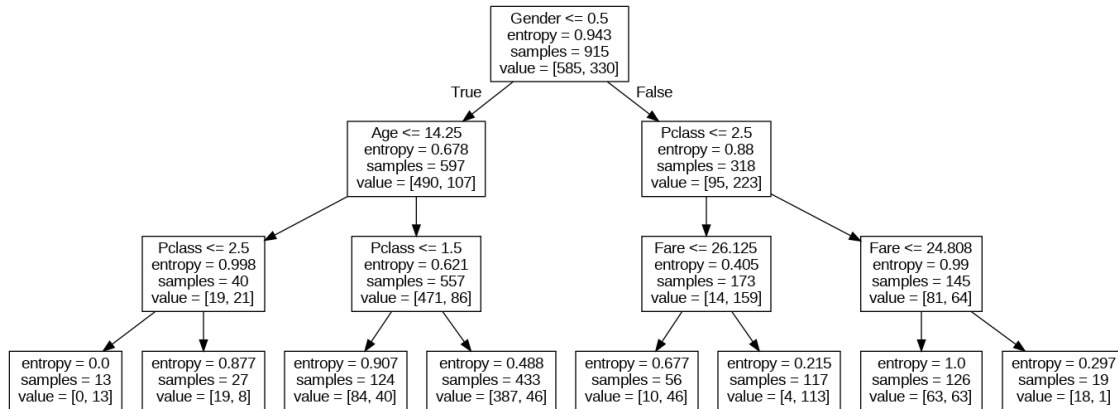 Gender <= 0.5
entropy = 0.943
samples = 915
value = [585, 330]
True
False
Age <= 14.25
entropy = 0.678
samples = 597
value = [490, 107]
Pclass <= 2.5
entropy = 0.88
samples = 318
value = [95, 223]
Pclass <= 2.5
entropy = 0.998
samples = 40
value = [19, 21]
Pclass <= 1.5
entropy = 0.621
samples = 557
value = [471, 86]
Fare <= 26.125
entropy = 0.405
samples = 173
value = [14, 159]
Fare <= 24.808
entropy = 0.99
samples = 145
value = [81, 64]
entropy = 0.0
samples = 13
value = [0, 13]
entropy = 0.877
samples = 27
value = [19, 8]
entropy = 0.907
samples = 124
value = [84, 40]
entropy = 0.488
samples = 433
value = [387, 46]
entropy = 0.677
samples = 56
value = [10, 46]
entropy = 0.215
samples = 117
value = [4, 113]
entropy = 1.0
samples = 126
value = [63, 63]
entropy = 0.297
samples = 19
value = [18, 1]